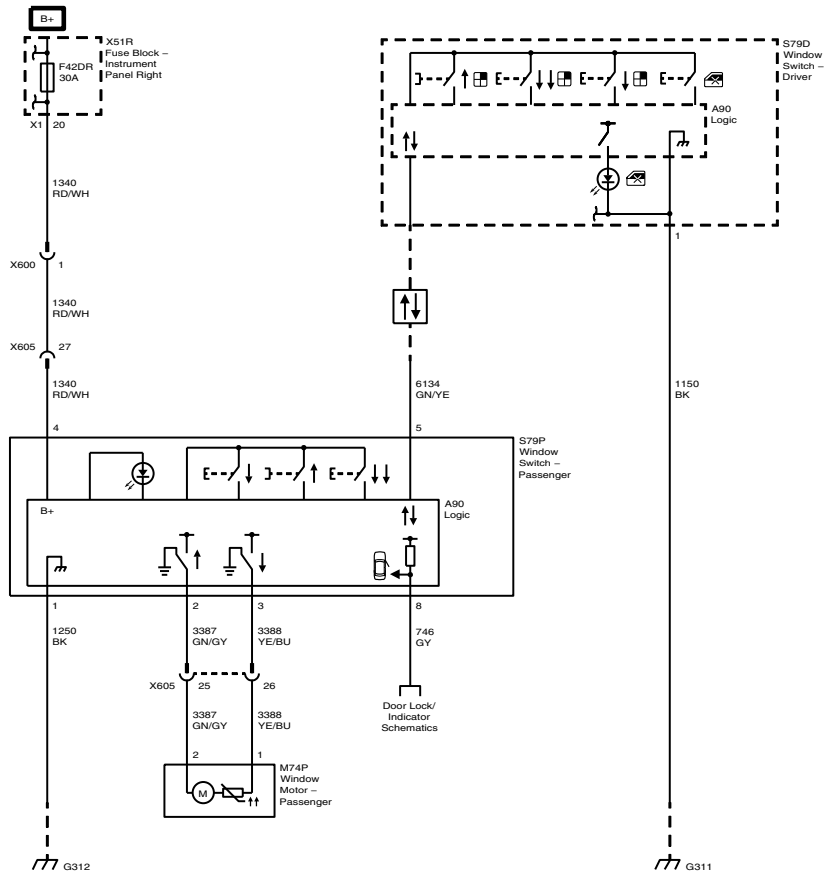 B+
X51R
Fuse Block –
Instrument
Panel Right
F42DR
30A
X1 20
S79D
Window
Switch –
Driver
A90
Logic
1
1340
RD/WH
X600 1
1340
RD/WH
X605 27
1340
RD/WH
6134
GN/YE
1150
BK
4
5
S79P
Window
Switch –
Passenger
A90
Logic
B+
1
2
3
8
1250
BK
3387
GN/GY
3388
YE/BU
746
GY
X605 25 26
Door Lock/
Indicator
Schematics
3387
GN/GY
3388
YE/BU
2
1
M74P
Window
Motor –
Passenger
M
G312
G311